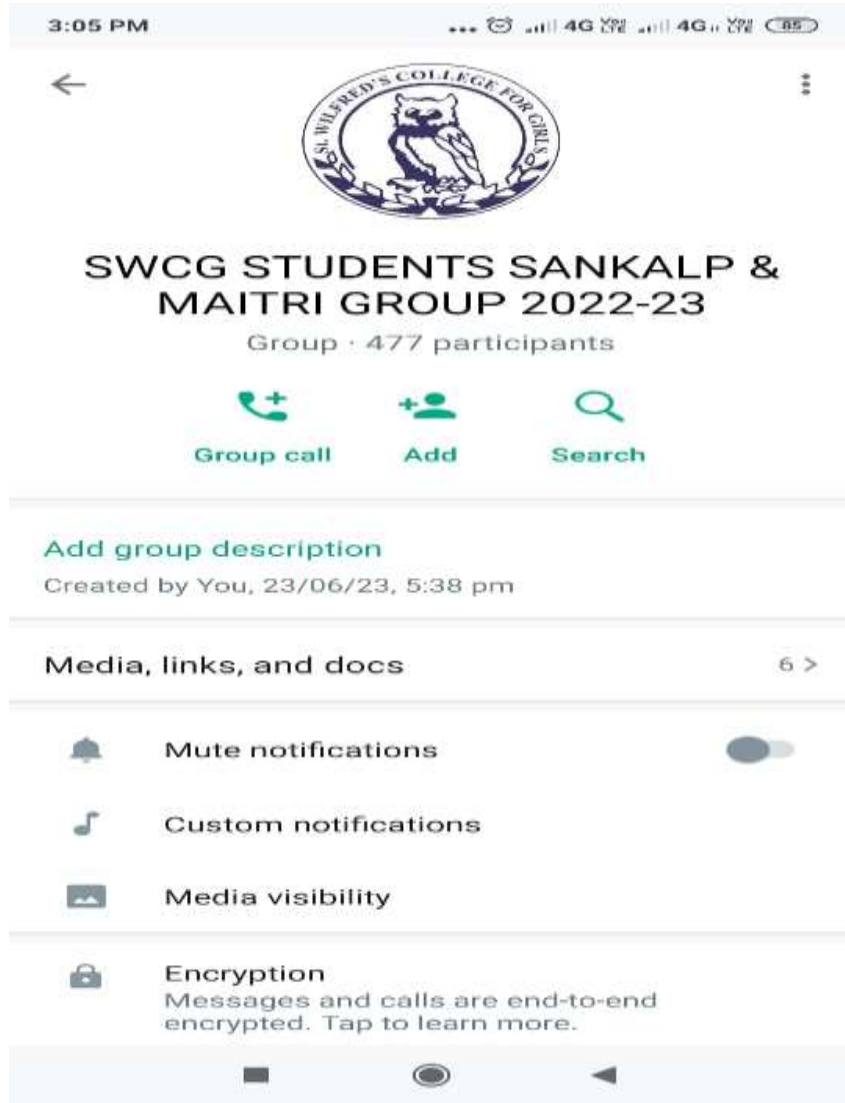 3:05 PM 4G 4G 85
ST. WILFRED'S COLLEGE FOR GIRLS
SWCG STUDENTS SANKALP &
MAITRI GROUP 2022-23
Group · 477 participants
Group call Add Search
Add group description
Created by You, 23/06/23, 5:38 pm
Media, links, and docs 6 >
Mute notifications
Custom notifications
Media visibility
Encryption
Messages and calls are end-to-end
encrypted. Tap to learn more.